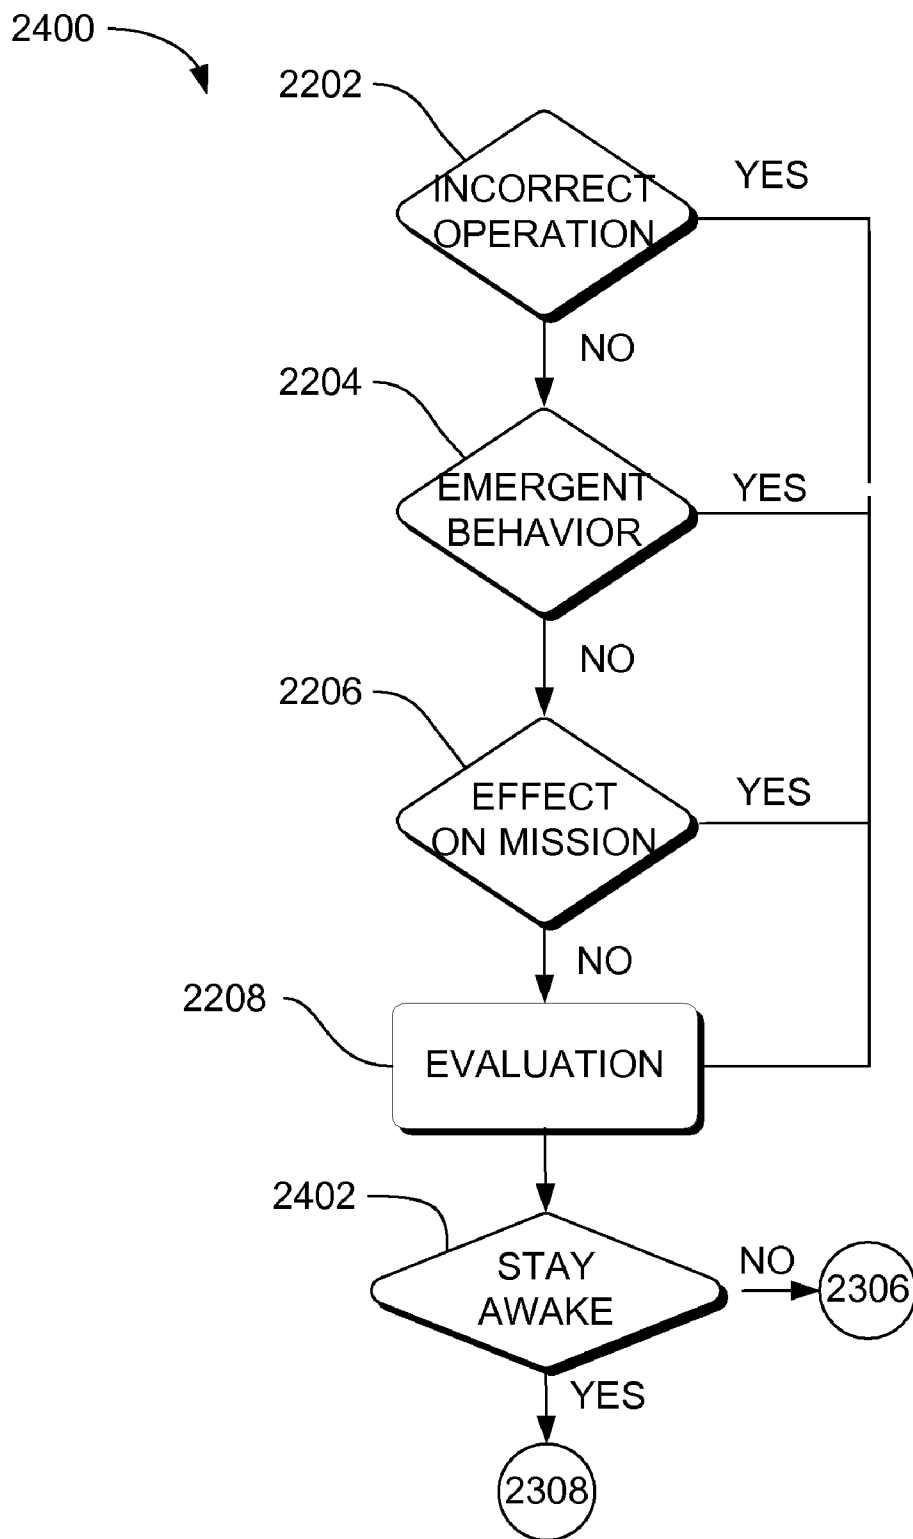 2400
2202
INCORRECT
OPERATION
YES
NO
2204
EMERGENT
BEHAVIOR
YES
NO
2206
EFFECT
ON MISSION
YES
NO
2208
EVALUATION
2402
STAY
AWAKE
NO
2306
YES
2308